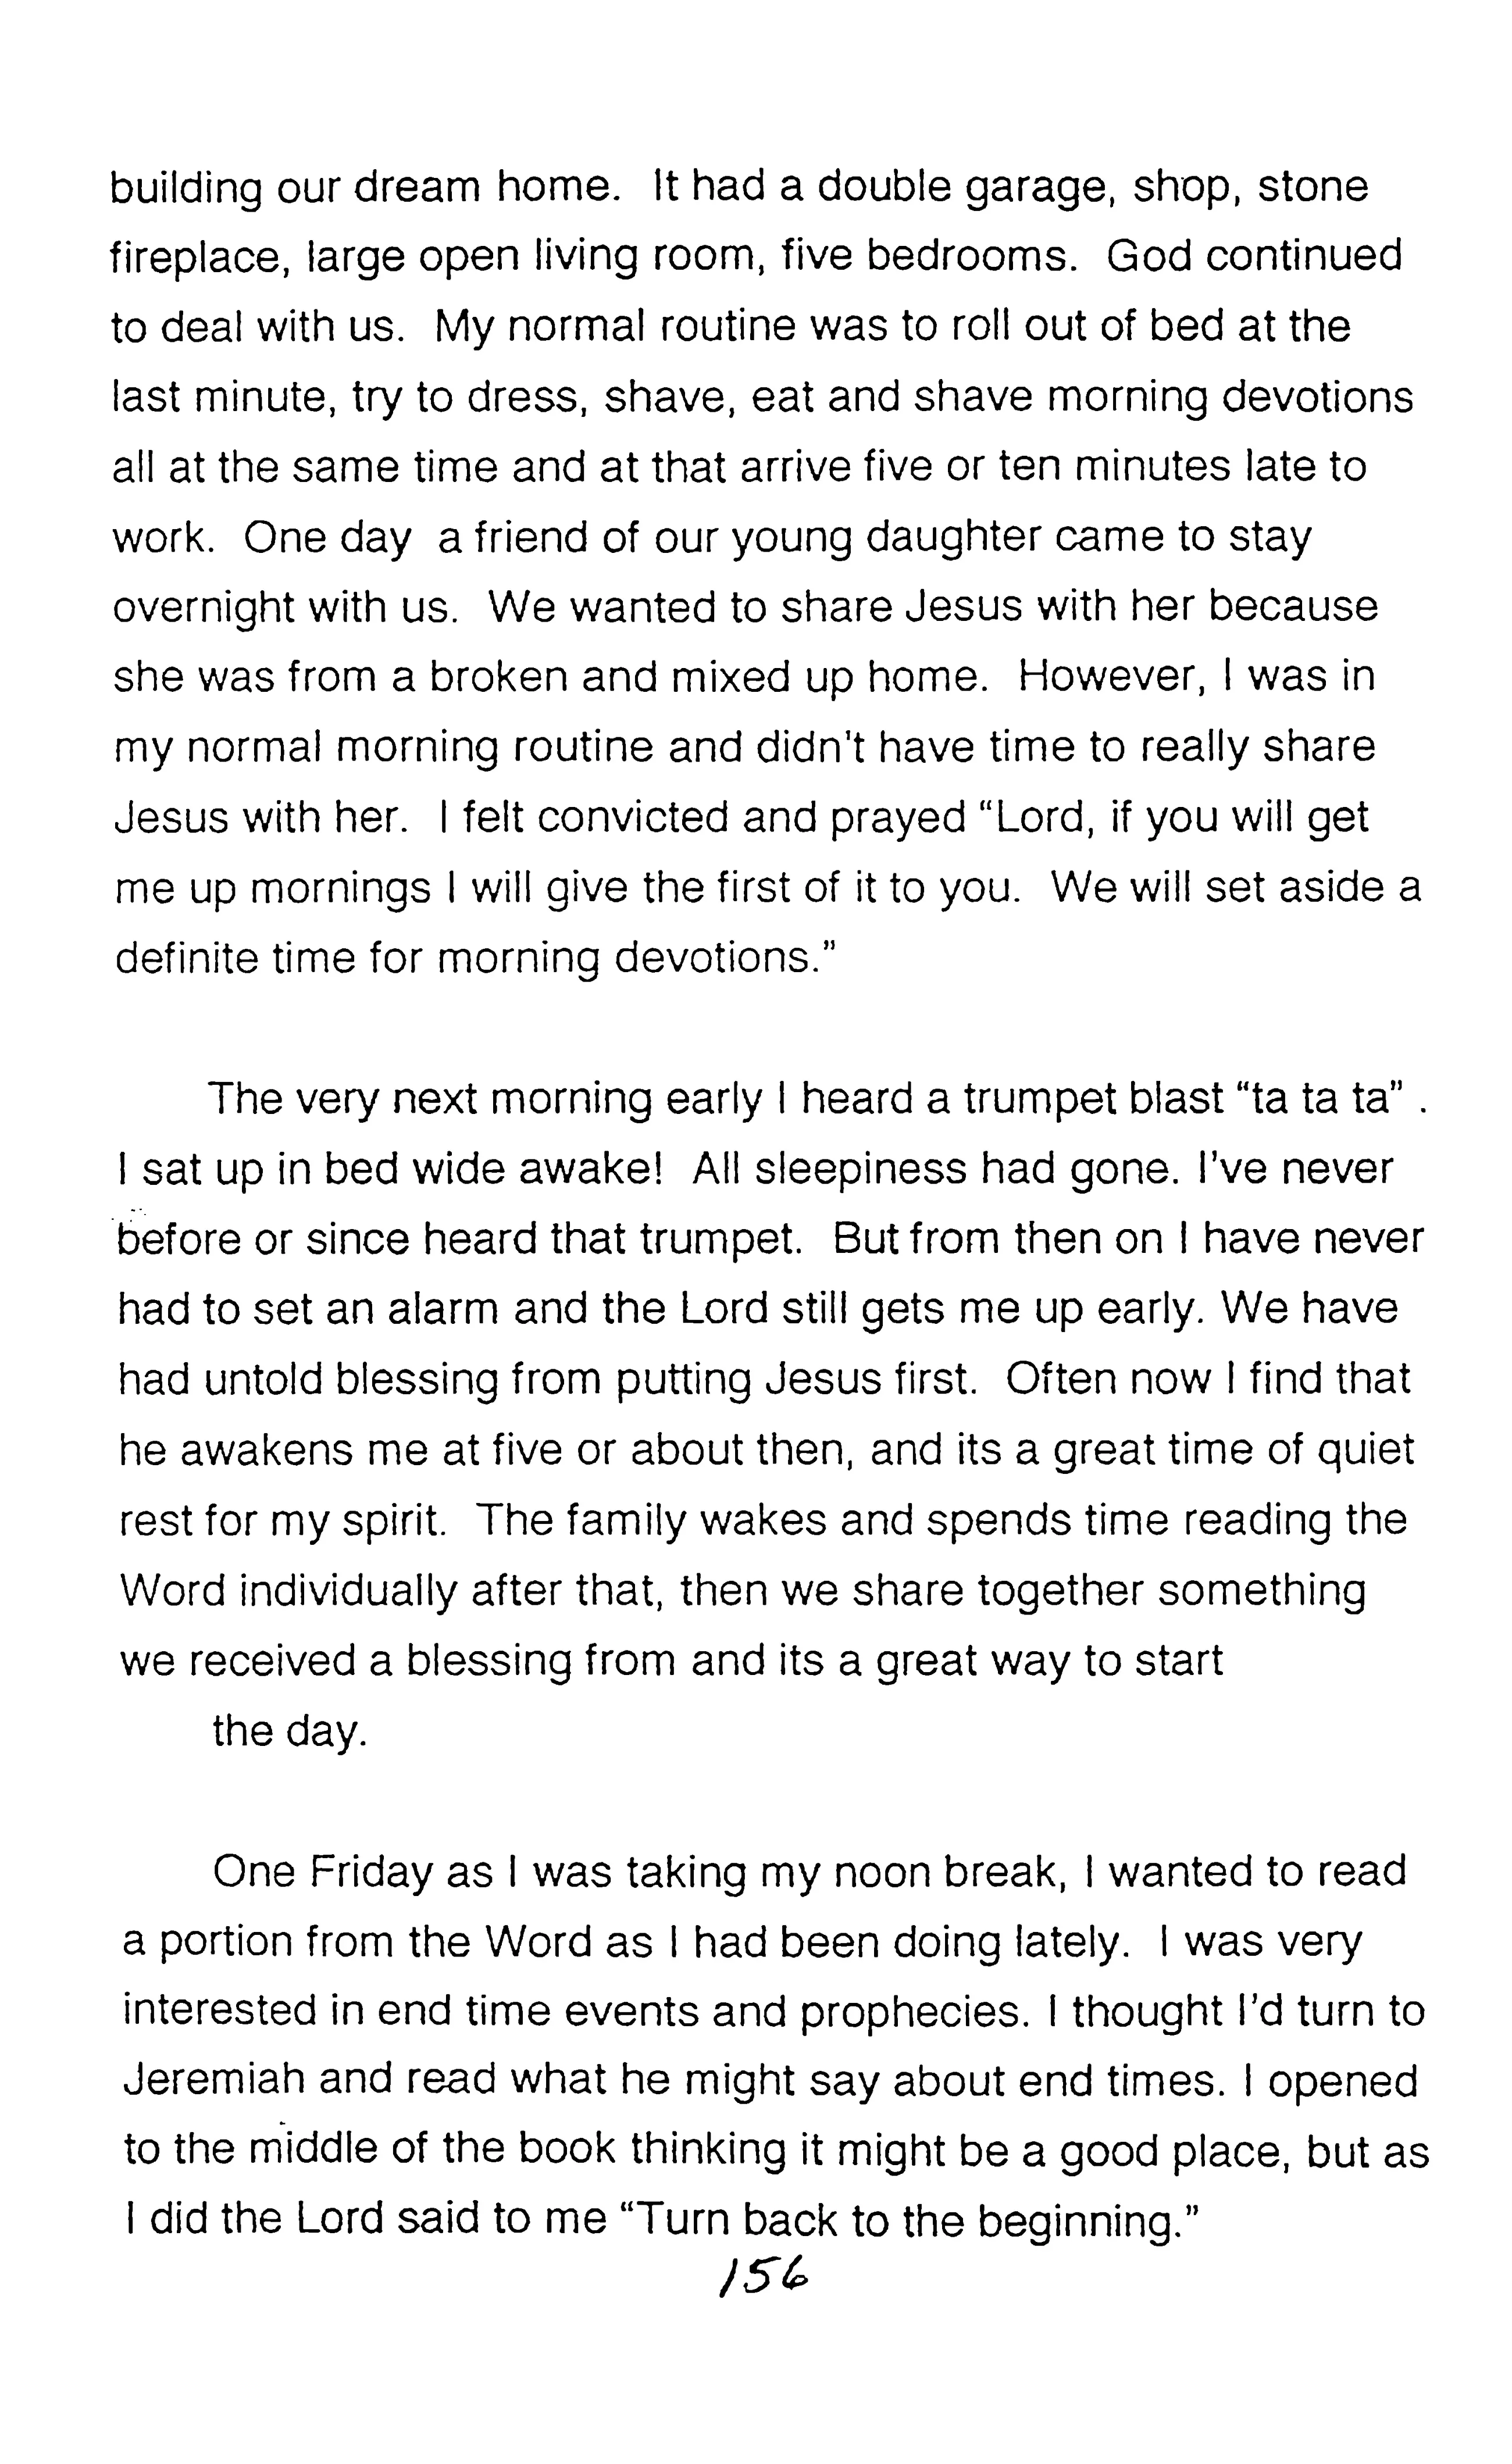 building our dream home.  It had a double garage, shop, stone
fireplace, large open living room, five bedrooms.  God continued
to deal with us.  My normal routine was to roll out of bed at the
last minute, try to dress, shave, eat and shave morning devotions
all at the same time and at that arrive five or ten minutes late to
work.  One day  a friend of our young daughter came to stay
overnight with us.  We wanted to share Jesus with her because
she was from a broken and mixed up home.  However, I was in
my normal morning routine and didn't have time to really share
Jesus with her.  I felt convicted and prayed “Lord, if you will get
me up mornings I will give the first of it to you.  We will set aside a
definite time for morning devotions.”

The very next morning early I heard a trumpet blast “ta ta ta” .
I sat up in bed wide awake!  All sleepiness had gone. I've never
before or since heard that trumpet.  But from then on I have never
had to set an alarm and the Lord still gets me up early. We have
had untold blessing from putting Jesus first.  Often now I find that
he awakens me at five or about then, and its a great time of quiet
rest for my spirit.  The family wakes and spends time reading the
Word individually after that, then we share together something
we received a blessing from and its a great way to start
the day.

One Friday as I was taking my noon break, I wanted to read
a portion from the Word as I had been doing lately.  I was very
interested in end time events and prophecies. I thought I'd turn to
Jeremiah and read what he might say about end times. I opened
to the middle of the book thinking it might be a good place, but as
I did the Lord said to me “Turn back to the beginning.”
156